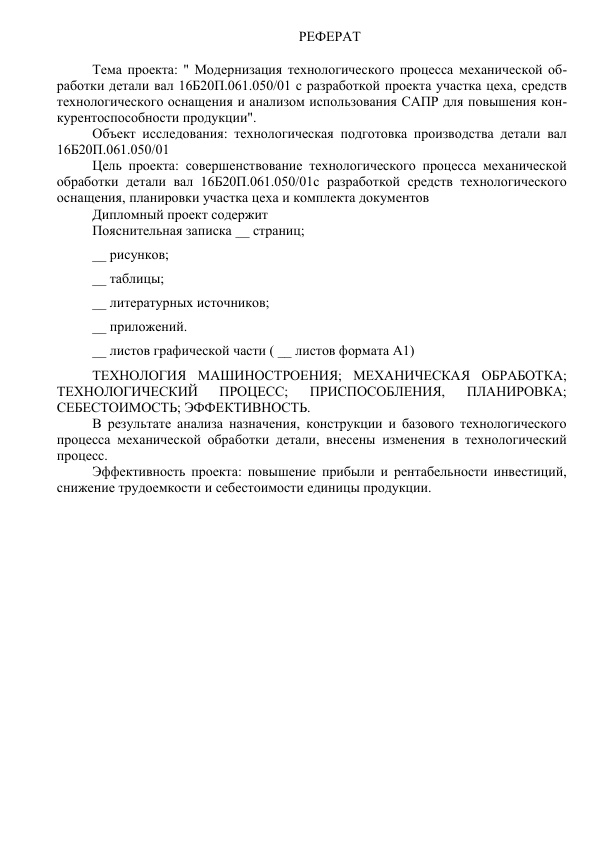 РЕФЕРАТ
Тема проекта: " Модернизация технологического процесса механической об-
работки детали вал 16Б20П.061.050/01 с разработкой проекта участка цеха, средств
технологического оснащения и анализом использования САПР для повышения кон-
курентоспособности продукции".
Объект исследования: технологическая подготовка производства детали вал
16Б20П.061.050/01
Цель проекта: совершенствование технологического процесса механической
обработки детали вал 16Б20П.061.050/01с разработкой средств технологического
оснащения, планировки участка цеха и комплекта документов
Дипломный проект содержит
Пояснительная записка __ страниц;
__ рисунков;
__ таблицы;
__ литературных источников;
__ приложений.
__ листов графической части ( __ листов формата А1)
ТЕХНОЛОГИЯ МАШИНОСТРОЕНИЯ; МЕХАНИЧЕСКАЯ ОБРАБОТКА;
ТЕХНОЛОГИЧЕСКИЙ ПРОЦЕСС; ПРИСПОСОБЛЕНИЯ, ПЛАНИРОВКА;
СЕБЕСТОИМОСТЬ; ЭФФЕКТИВНОСТЬ.
В результате анализа назначения, конструкции и базового технологического
процесса механической обработки детали, внесены изменения в технологический
процесс.
Эффективность проекта: повышение прибыли и рентабельности инвестиций,
снижение трудоемкости и себестоимости единицы продукции.